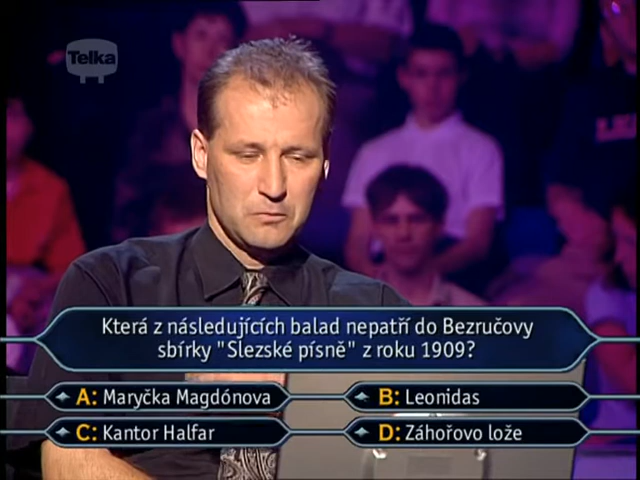 Telka
Která z následujících balad nepatří do Bezručovy
sbírky "Slezské písně" z roku 1909?
A: Maryčka Magdónova
B: Leonidas
C: Kantor Halfar
D: Záhořovo lože